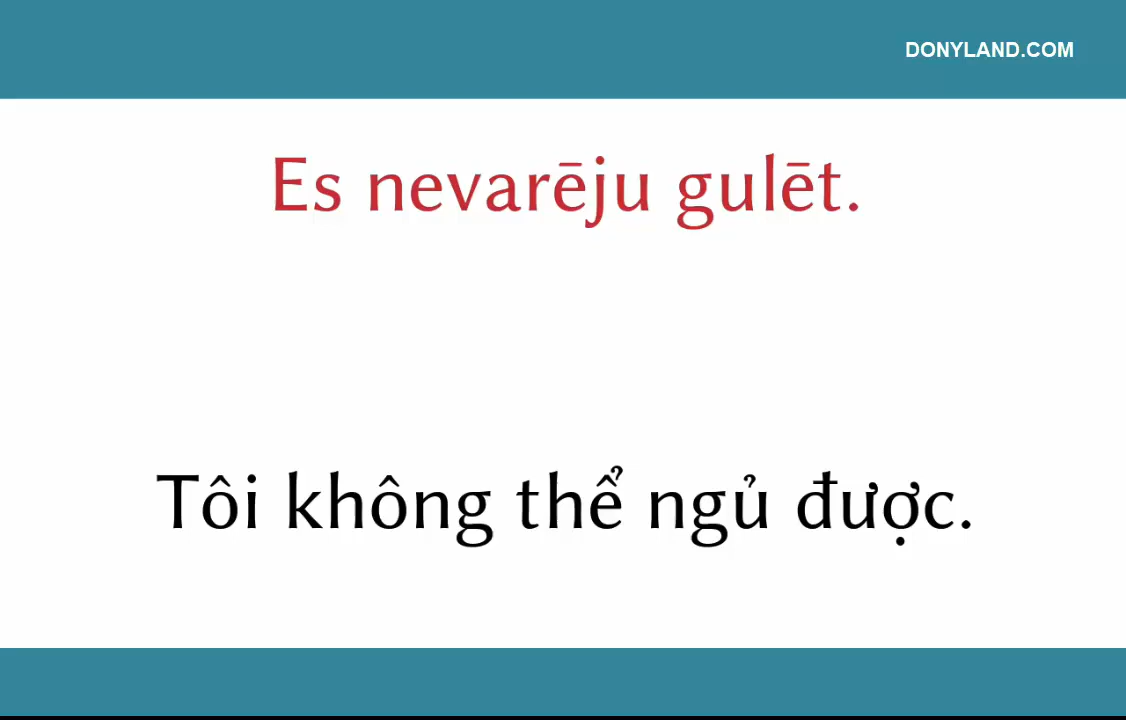 DONYLAND.COM
Es nevarēju gulēt.
Tôi không thể ngủ được.